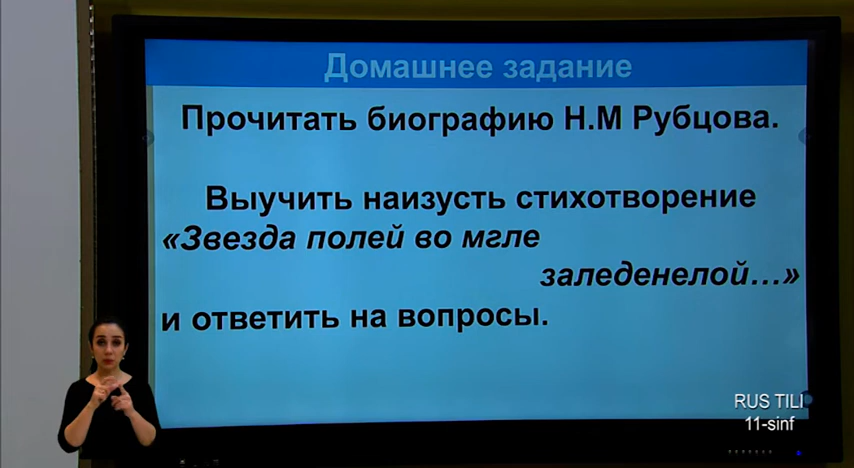 Домашнее задание
Прочитать биографию Н.М Рубцова.
Выучить наизусть стихотворение
«Звезда полей во мгле
заледенелой...»
и ответить на вопросы.
RUS TILI
11-sinf